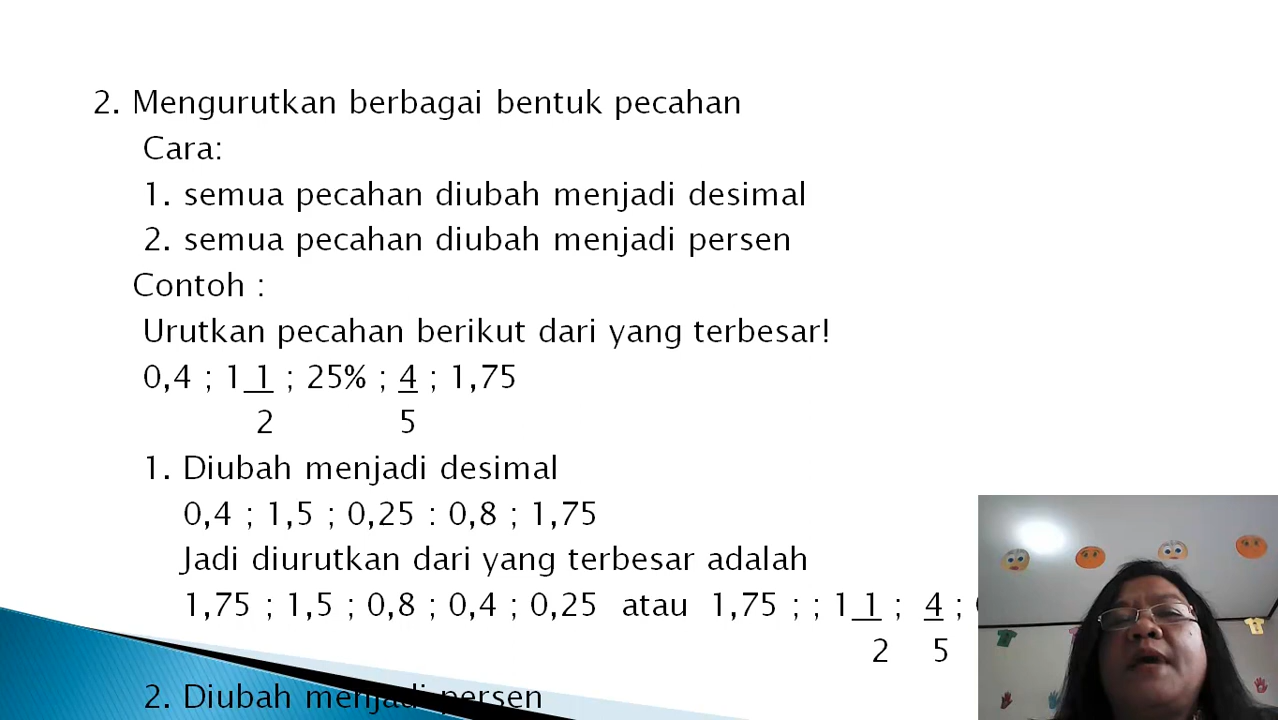 2. Mengurutkan berbagai bentuk pecahan
Cara:
1. semua pecahan diubah menjadi desimal
2. semua pecahan diubah menjadi persen
Contoh :
Urutkan pecahan berikut dari yang terbesar!
0,4 ; 1 1 ; 25% ; 4 ; 1,75
2 5
1. Diubah menjadi desimal
0,4 ; 1,5 ; 0,25 : 0,8 ; 1,75
Jadi diurutkan dari yang terbesar adalah
1,75 ; 1,5 ; 0,8 ; 0,4 ; 0,25 atau 1,75 ; ; 1 1 ; 4 ;
2 5
2. Diubah menjadi persen